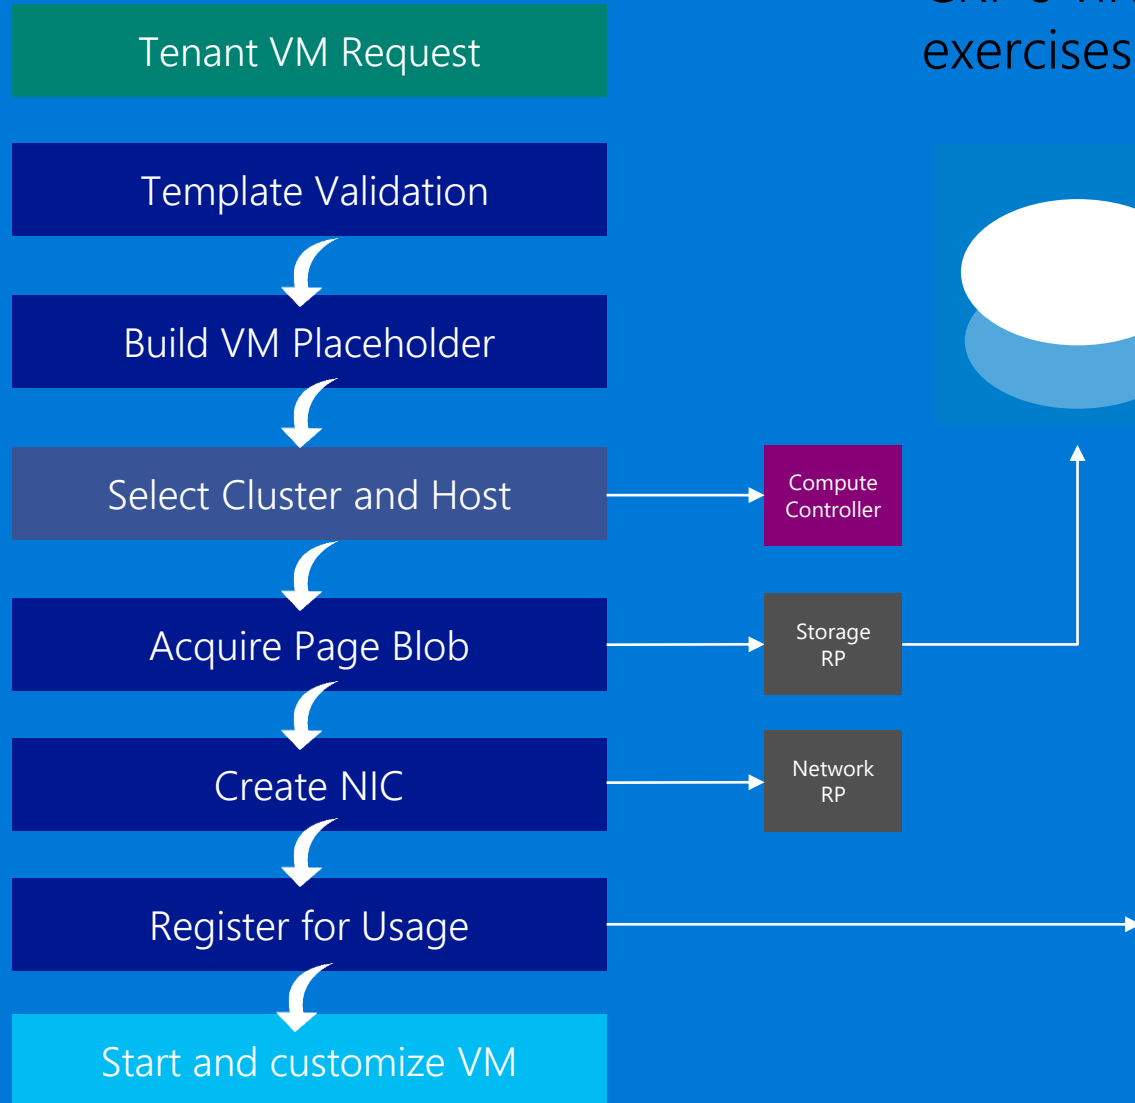 exercises
Tenant VM Request
Template Validation
Build VM Placeholder
Select Cluster and Host
Compute
Controller
Acquire Page Blob
Storage
RP
Create NIC
Network
RP
Register for Usage
Start and customize VM